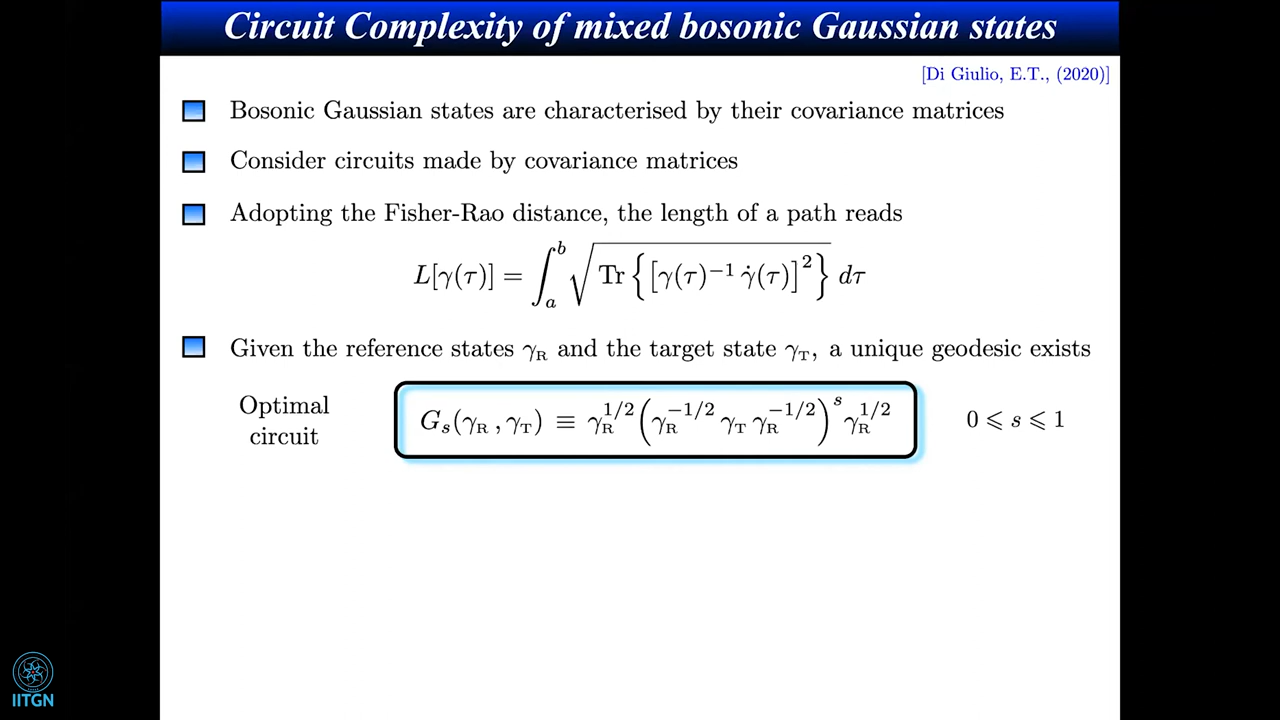 Circuit Complexity of mixed bosonic Gaussian states
[Di Giulio, E.T., (2020)]
Bosonic Gaussian states are characterised by their covariance matrices
Consider circuits made by covariance matrices
Adopting the Fisher-Rao distance, the length of a path reads
L[γ(τ)] = ∫_a^b √Tr{[γ(τ)^{−1} γ̇(τ)]^2} dτ
Given the reference states γ_R and the target state γ_T, a unique geodesic exists
Optimal
circuit
G_s(γ_R , γ_T) ≡ γ_R^{1/2} (γ_R^{−1/2} γ_T γ_R^{−1/2})^s γ_R^{1/2}
0 ⩽ s ⩽ 1
IITGN